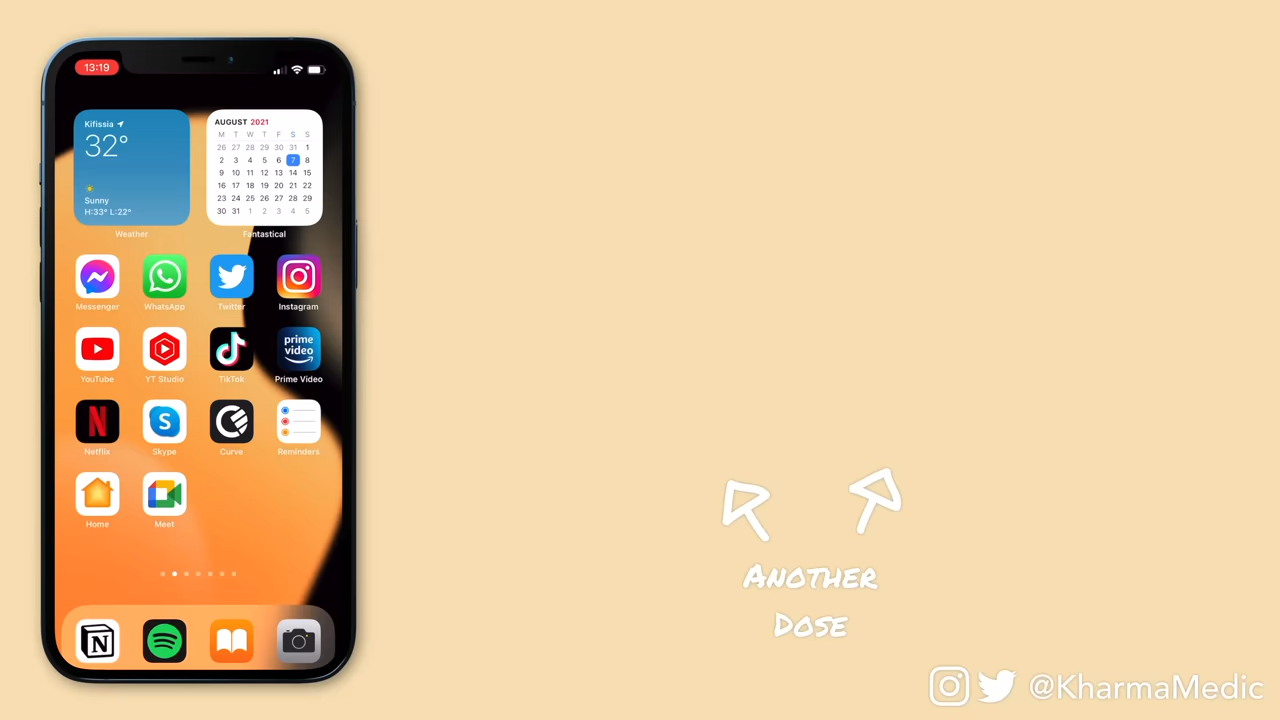 13:19
Kifissia
32°
Sunny
H:33° L:22°
Weather
AUGUST 2021
M T W T F S S
26 27 28 29 30 31 1
2 3 4 5 6 7 8
9 10 11 12 13 14 15
16 17 18 19 20 21 22
23 24 25 26 27 28 29
30 31 1 2 3 4 5
Fantastical
Messenger WhatsApp Twitter Instagram
prime
video
YouTube YT Studio TikTok Prime Video
N S
Netflix Skype Curve Reminders
Home Meet
N
ANOTHER
DOSE
@KharmaMedic